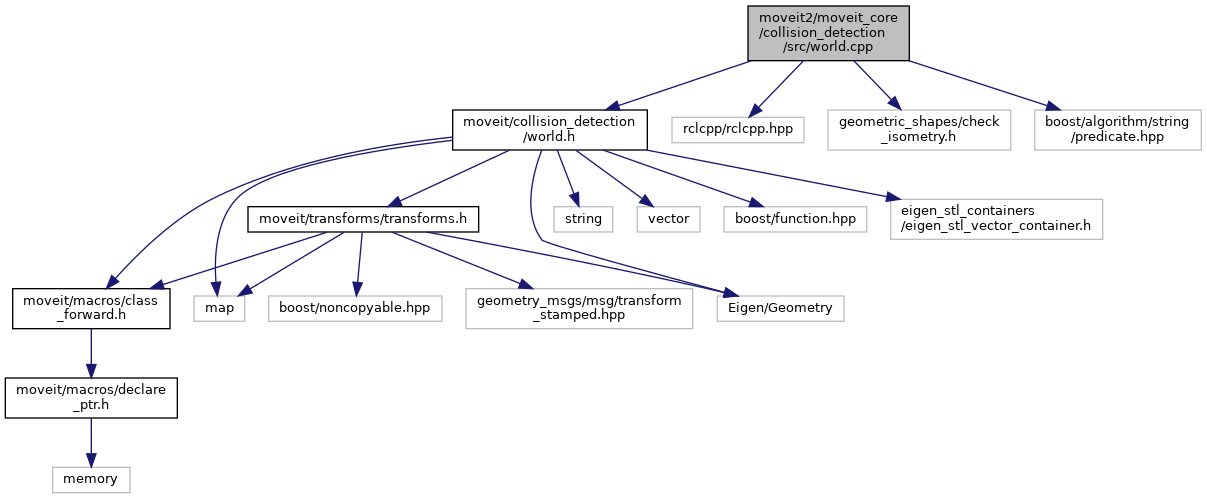 moveit2/moveit_core
/collision_detection
/src/world.cpp
moveit/collision_detection
/world.h
rclcpp/rclcpp.hpp
geometric_shapes/check
_isometry.h
boost/algorithm/string
/predicate.hpp
moveit/transforms/transforms.h
string
vector
boost/function.hpp
eigen_stl_containers
/eigen_stl_vector_container.h
moveit/macros/class
_forward.h
map
boost/noncopyable.hpp
geometry_msgs/msg/transform
_stamped.hpp
Eigen/Geometry
moveit/macros/declare
_ptr.h
memory